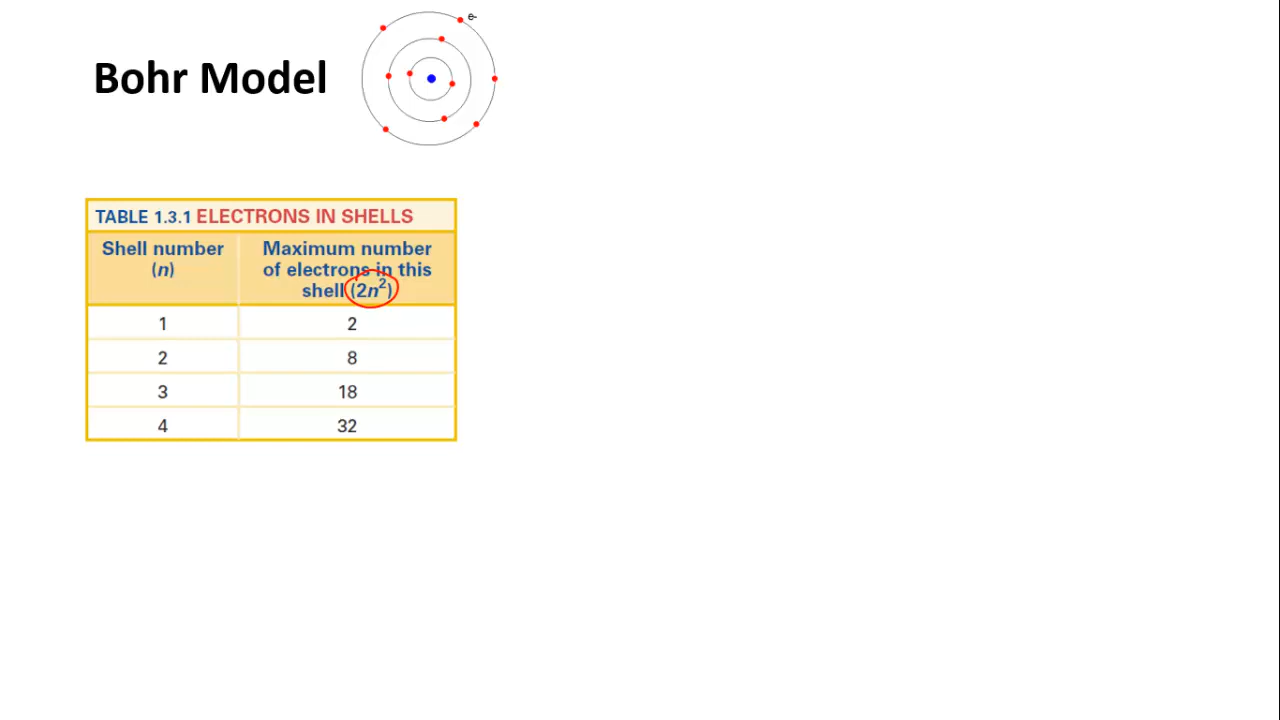 e-
Bohr Model
TABLE 1.3.1 ELECTRONS IN SHELLS
Shell number
(n)
Maximum number
of electrons in this
shell (2n²)
1 2
2 8
3 18
4 32